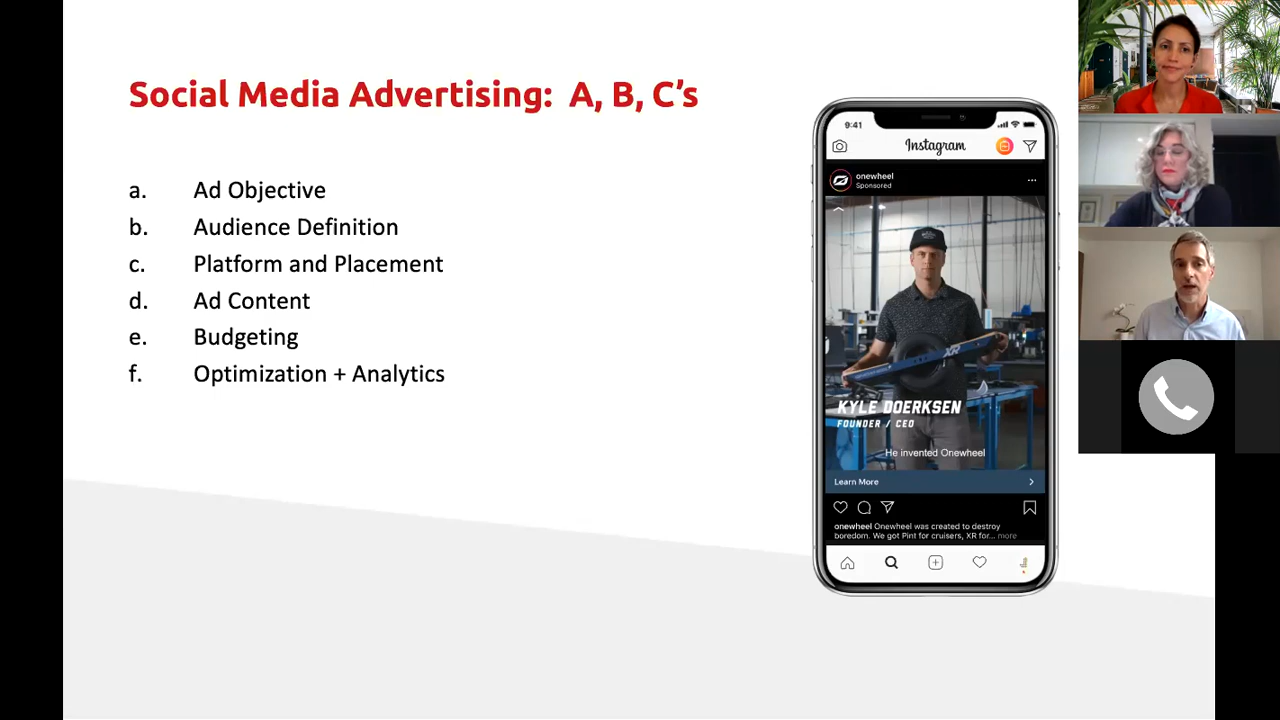 Social Media Advertising: A, B, C's
a. Ad Objective
b. Audience Definition
c. Platform and Placement
d. Ad Content
e. Budgeting
f. Optimization + Analytics
9:41
Instagram
onewheel
Sponsored
XR
KYLE DOERKSEN
FOUNDER / CEO
He invented Onewheel
Learn More
onewheel Onewheel was created to destroy
boredom. We got Pint for cruisers, XR for... more